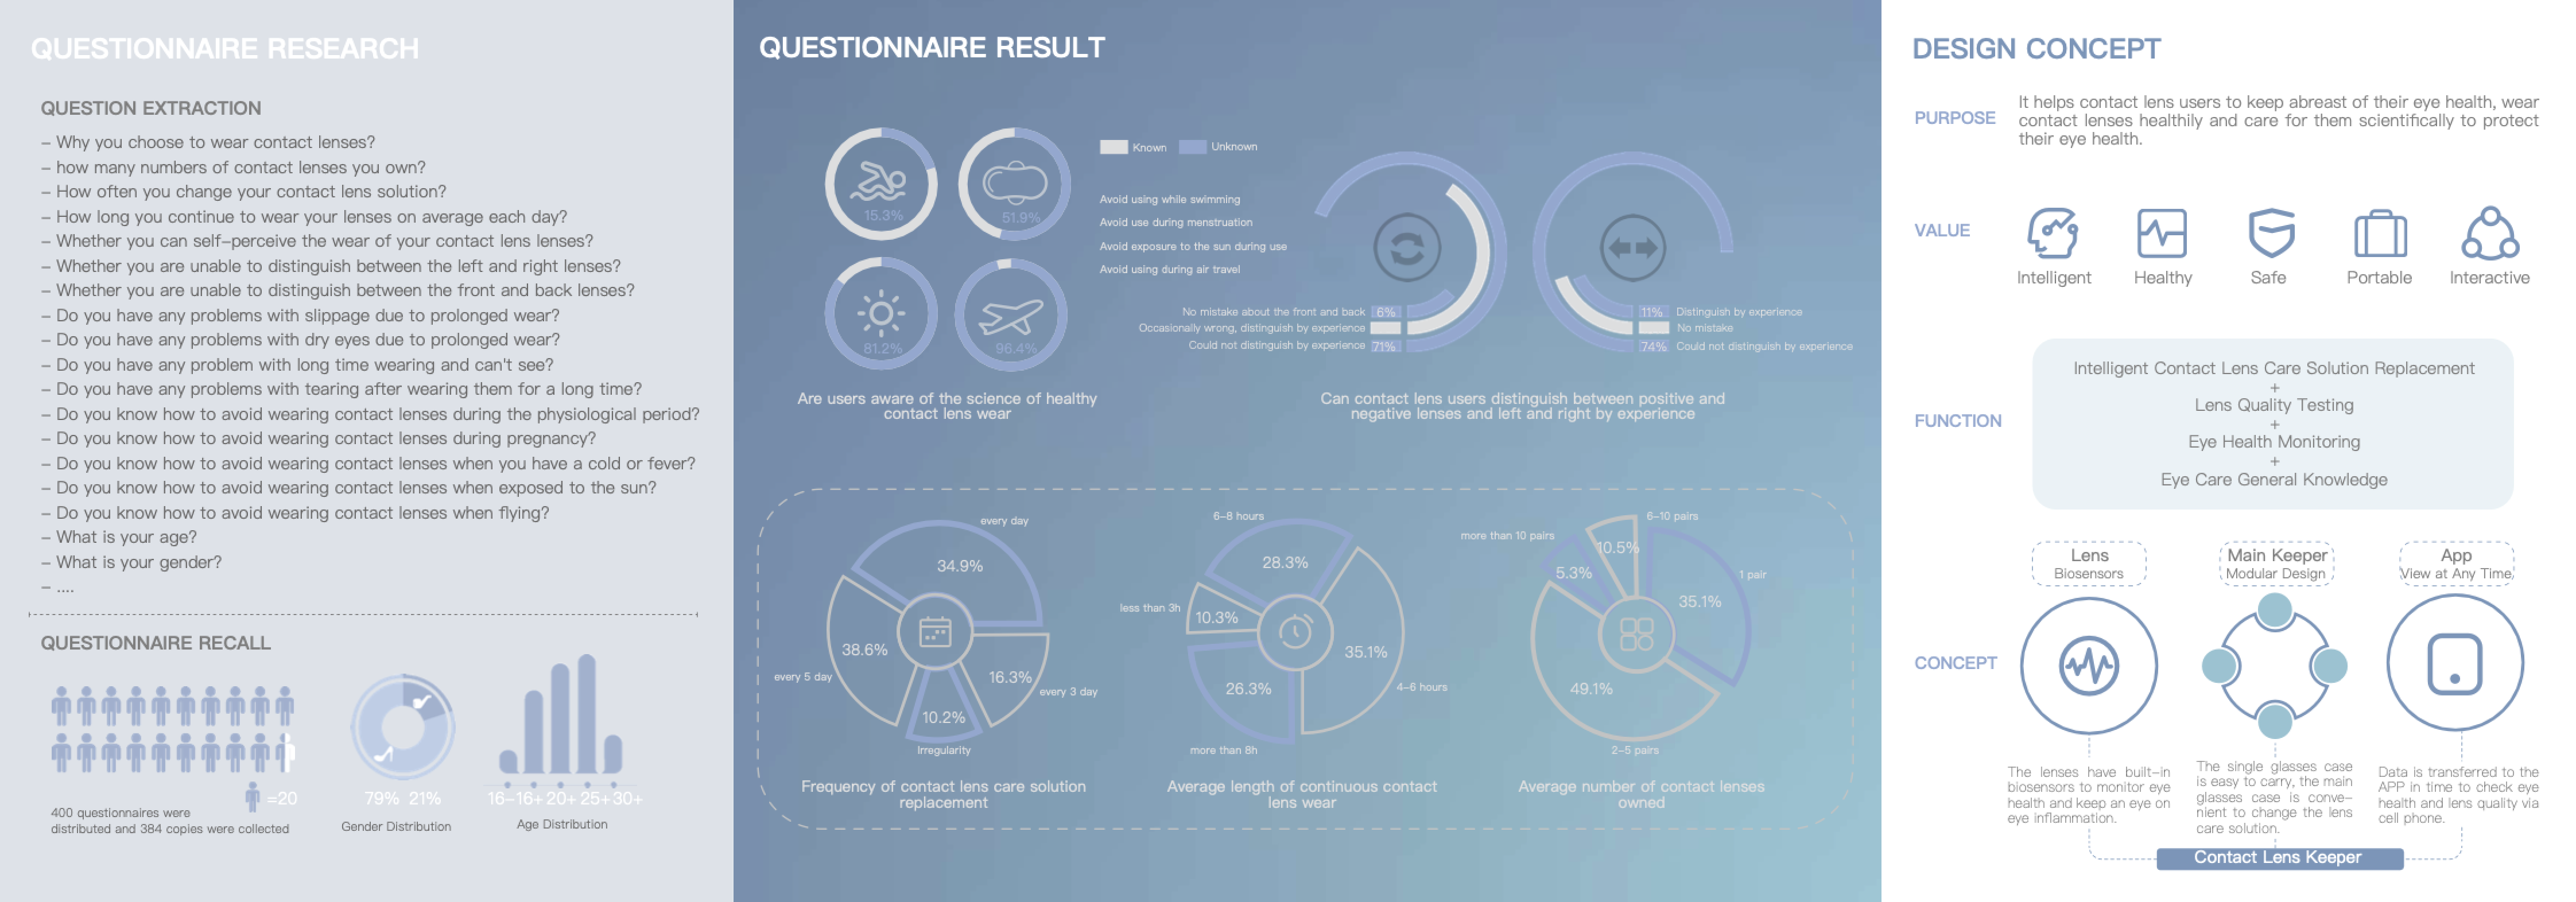 QUESTIONNAIRE RESEARCH
QUESTION EXTRACTION
– Why you choose to wear contact lenses?
– how many numbers of contact lenses you own?
– How often you change your contact lens solution?
– How long you continue to wear your lenses on average each day?
– Whether you can self-perceive the wear of your contact lens lenses?
– Whether you are unable to distinguish between the left and right lenses?
– Whether you are unable to distinguish between the front and back lenses?
– Do you have any problems with slippage due to prolonged wear?
– Do you have any problems with dry eyes due to prolonged wear?
– Do you have any problem with long time wearing and can't see?
– Do you have any problems with tearing after wearing them for a long time?
– Do you know how to avoid wearing contact lenses during the physiological period?
– Do you know how to avoid wearing contact lenses during pregnancy?
– Do you know how to avoid wearing contact lenses when you have a cold or fever?
– Do you know how to avoid wearing contact lenses when exposed to the sun?
– Do you know how to avoid wearing contact lenses when flying?
– What is your age?
– What is your gender?
– ....
QUESTIONNAIRE RECALL
=20
400 questionnaires were
distributed and 384 copies were collected
79% 21%
Gender Distribution
16– 16+ 20+ 25+ 30+
Age Distribution
QUESTIONNAIRE RESULT
15.3%
51.9%
81.2%
96.4%
Known
Unknown
Avoid using while swimming
Avoid use during menstruation
Avoid exposure to the sun during use
Avoid using during air travel
Are users aware of the science of healthy
contact lens wear
No mistake about the front and back 6%
Occasionally wrong, distinguish by experience
Could not distinguish by experience 71%
11% Distinguish by experience
No mistake
74% Could not distinguish by experience
Can contact lens users distinguish between positive and
negative lenses and left and right by experience
every day
34.9%
38.6%
every 5 day
16.3%
every 3 day
10.2%
Irregularity
Frequency of contact lens care solution
replacement
6–8 hours
28.3%
less than 3h
10.3%
35.1%
4–6 hours
26.3%
more than 8h
Average length of continuous contact
lens wear
6–10 pairs
more than 10 pairs
10.5%
5.3%
1 pair
35.1%
49.1%
2–5 pairs
Average number of contact lenses
owned
DESIGN CONCEPT
PURPOSE
It helps contact lens users to keep abreast of their eye health, wear
contact lenses healthily and care for them scientifically to protect
their eye health.
VALUE
Intelligent
Healthy
Safe
Portable
Interactive
FUNCTION
Intelligent Contact Lens Care Solution Replacement
+
Lens Quality Testing
+
Eye Health Monitoring
+
Eye Care General Knowledge
CONCEPT
Lens
Biosensors
Main Keeper
Modular Design
App
View at Any Time
The lenses have built-in
biosensors to monitor eye
health and keep an eye on
eye inflammation.
The single glasses case
is easy to carry, the main
glasses case is conve-
nient to change the lens
care solution.
Data is transferred to the
APP in time to check eye
health and lens quality via
cell phone.
Contact Lens Keeper